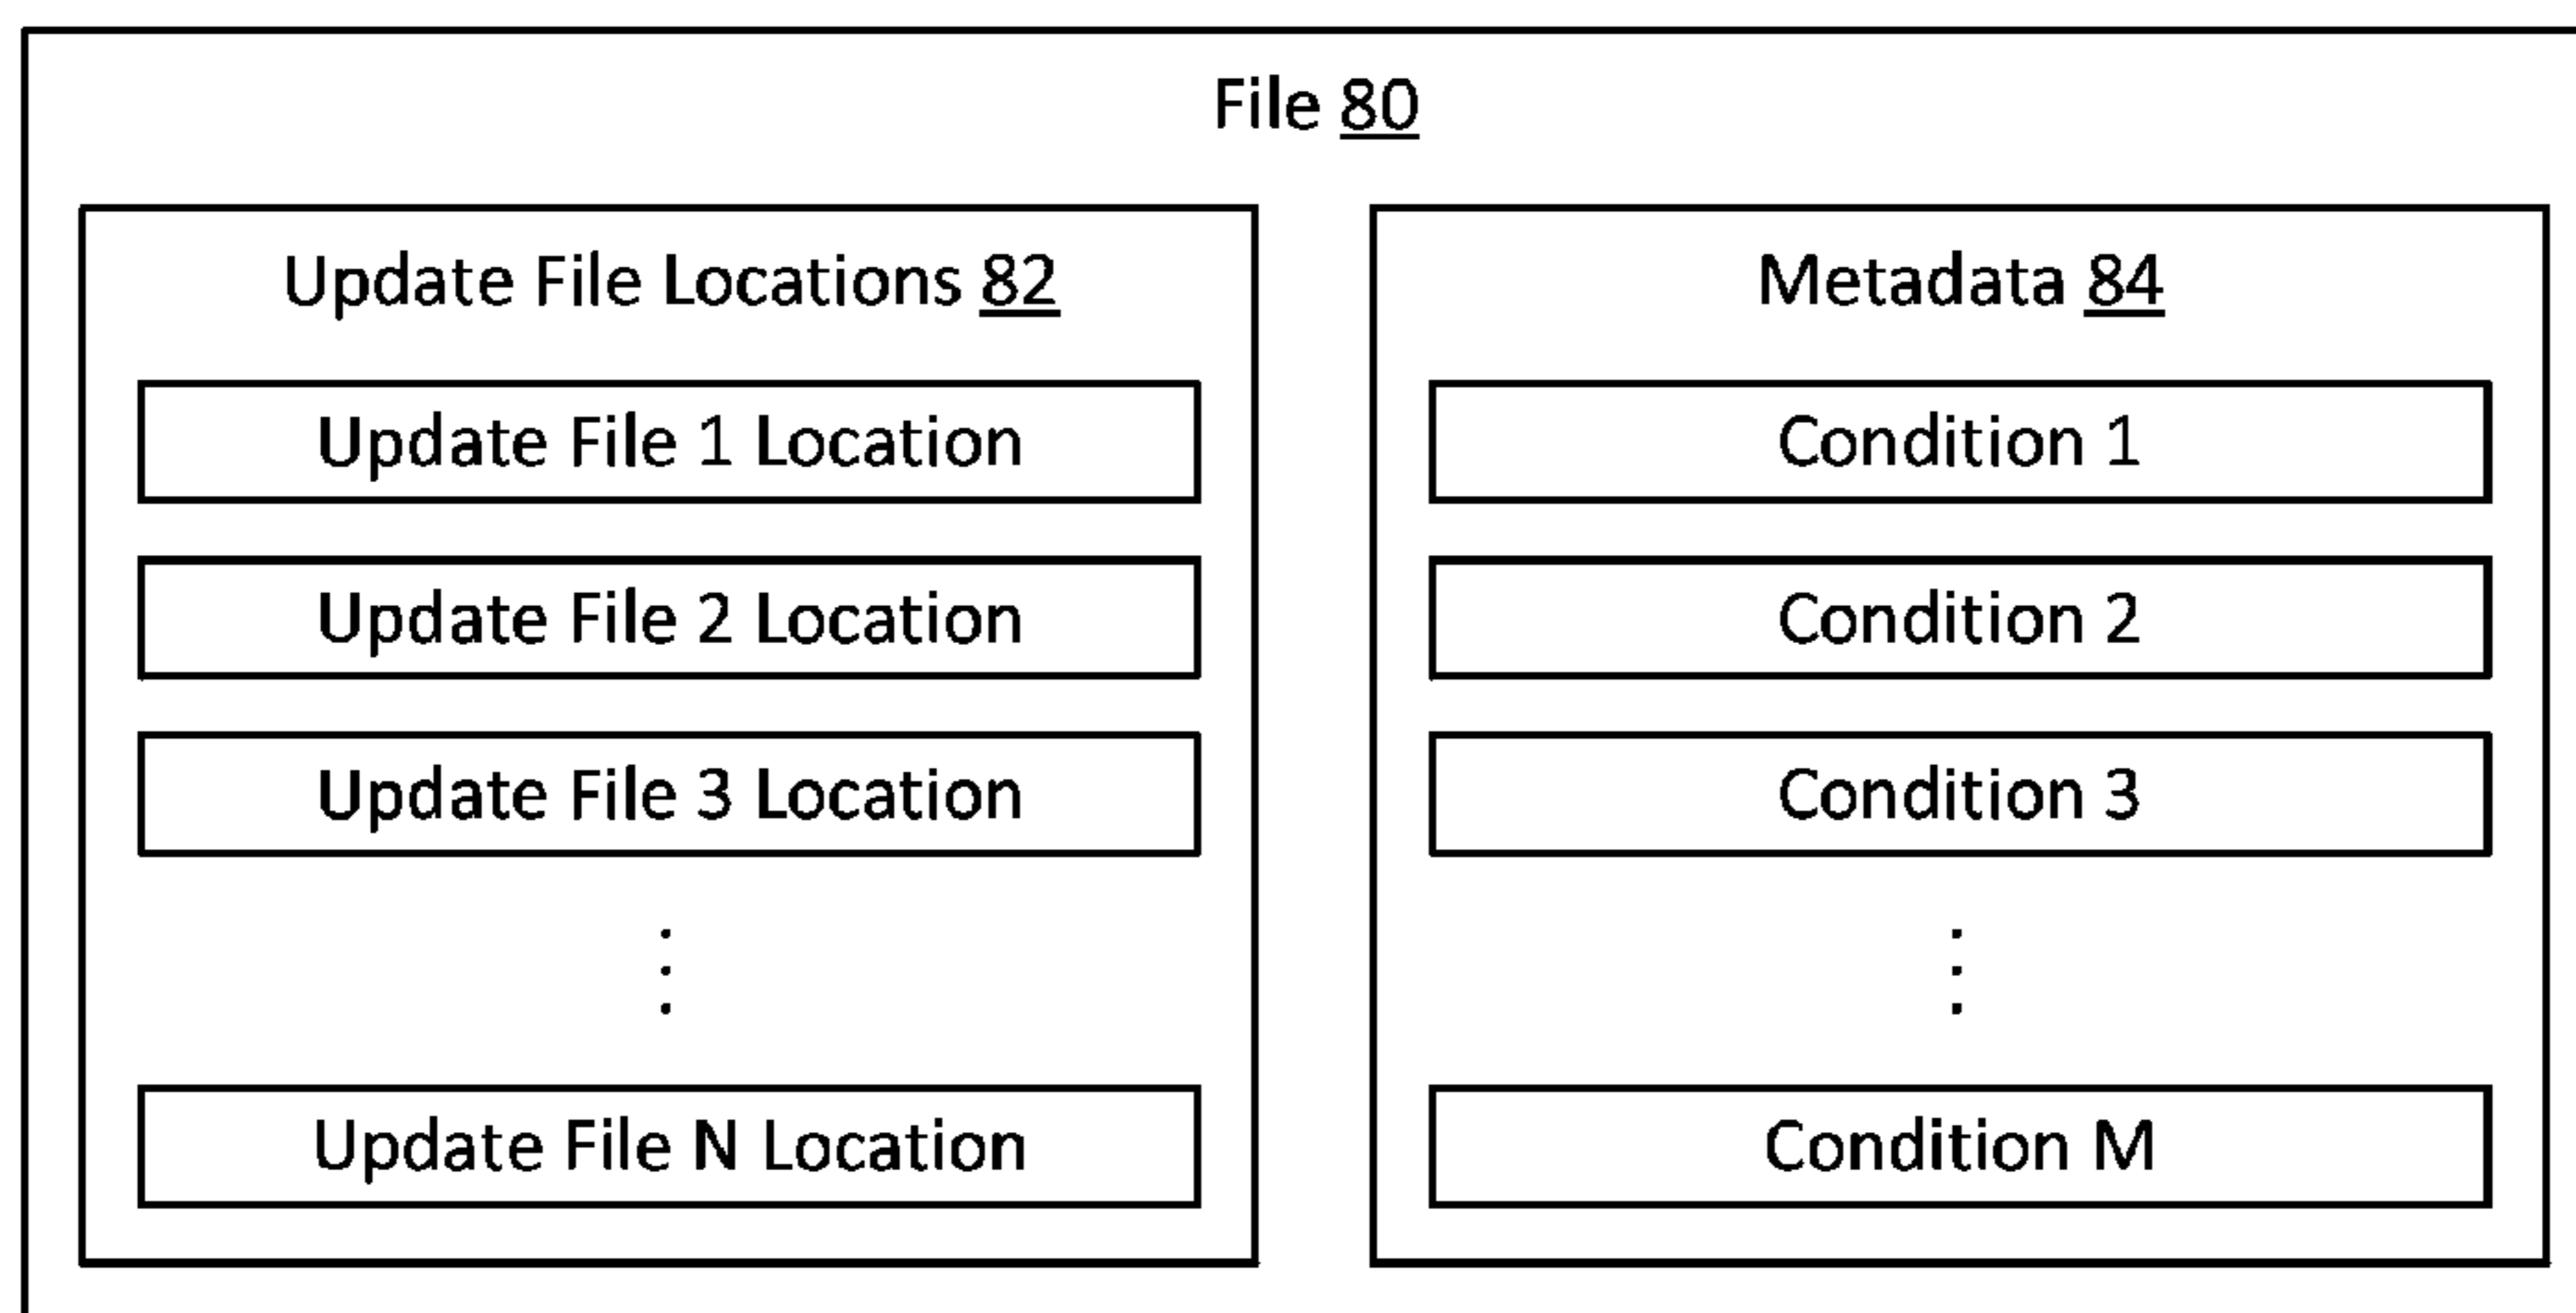 File 80
Update File Locations 82
Update File 1 Location
Update File 2 Location
Update File 3 Location
Update File N Location
Metadata 84
Condition 1
Condition 2
Condition 3
Condition M